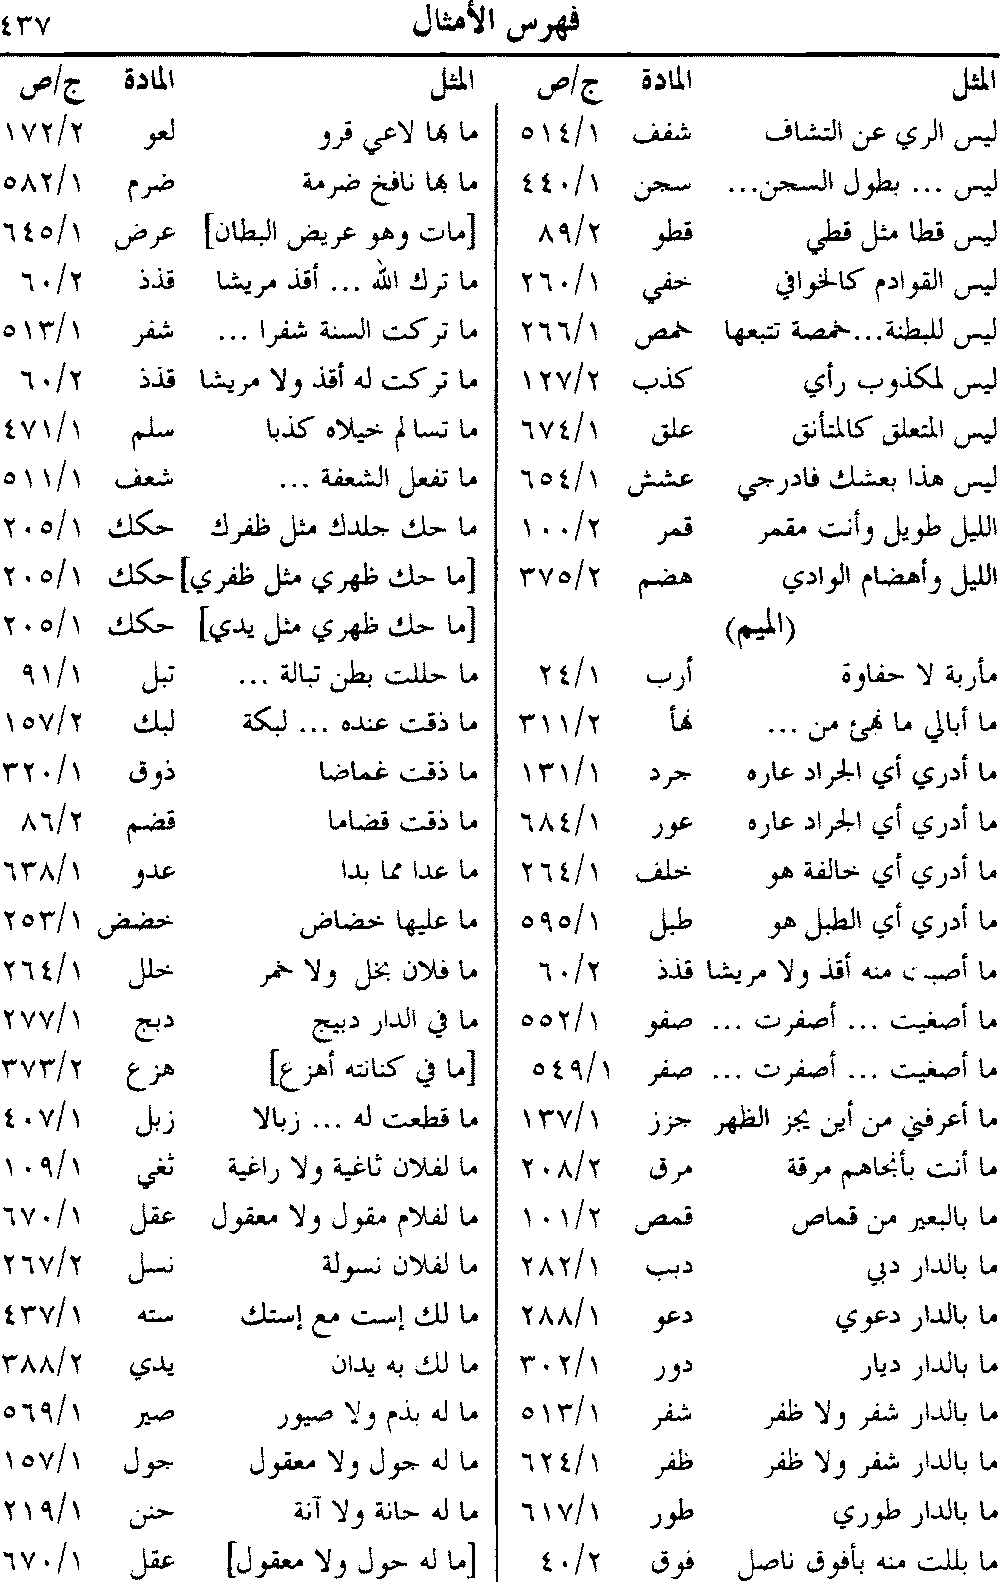 فهرس الأمثال ٤٣٧
المثل المادة ج/ص
ليس الري عن التشاف شفف ٥١٤/١
ليس ... بطول السجن... سجن ٤٤٠/١
ليس قطا مثل قطي قطو ٨٩/٢
ليس القوادم كالخوافي خفي ٢٦٠/١
ليس للبطنة...خمصة تتبعها خمص ٢٦٦/١
ليس لمكذوب رأي كذب ١٢٧/٢
ليس المتعلق كالمتأنق علق ٦٧٤/١
ليس هذا بعشك فادرجي عشش ٦٥٤/١
الليل طويل وأنت مقمر قمر ١٠٠/٢
الليل وأهضام الوادي هضم ٣٧٥/٢
(الميم)
مأربة لا حفاوة أرب ٢٤/١
ما أبالي ما نهئ من ... نهأ ٣١١/٢
ما أدري أي الجراد عاره جرد ١٣١/١
ما أدري أي الجراد عاره عور ٦٨٤/١
ما أدري أي خالفة هو خلف ٢٦٤/١
ما أدري أي الطبل هو طبل ٥٩٥/١
ما أصبت منه أقذ ولا مريشا قذذ ٦٠/٢
ما أصغيت ... أصفرت ... صفو ٥٥٢/١
ما أصغيت ... أصفرت ... صفر ٥٤٩/١
ما أعرفني من أين يجز الظهر جزز ١٣٧/١
ما أنت بأنجاهم مرقة مرق ٢٠٨/٢
ما بالبعير من قماص قمص ١٠١/٢
ما بالدار دبي دبب ٢٨٢/١
ما بالدار دعوي دعو ٢٨٨/١
ما بالدار ديار دور ٣٠٢/١
ما بالدار شفر ولا ظفر شفر ٥١٣/١
ما بالدار شفر ولا ظفر ظفر ٦٢٤/١
ما بالدار طوري طور ٦١٧/١
ما بللت منه بأفوق ناصل فوق ٤٠/٢
المثل المادة ج/ص
ما بها لاعي قرو لعو ١٧٢/٢
ما بها نافخ ضرمة ضرم ٥٨٢/١
[مات وهو عريض البطان] عرض ٦٤٥/١
ما ترك الله ... أقذ مريشا قذذ ٦٠/٢
ما تركت السنة شفرا ... شفر ٥١٣/١
ما تركت له أقذ ولا مريشا قذذ ٦٠/٢
ما تسالم خيلاه كذبا سلم ٤٧١/١
ما تفعل الشعفة ... شعف ٥١١/١
ما حك جلدك مثل ظفرك حكك ٢٠٥/١
[ما حك ظهري مثل ظفري] حكك ٢٠٥/١
[ما حك ظهري مثل يدي] حكك ٢٠٥/١
ما حللت بطن تبالة ... تبل ٩١/١
ما ذقت عنده ... لبكة لبك ١٥٧/٢
ما ذقت غماضا ذوق ٣٢٠/١
ما ذقت قضاما قضم ٨٦/٢
ما عدا مما بدا عدو ٦٣٨/١
ما عليها خضاض خضض ٢٥٣/١
ما فلان بخل ولا خمر خلل ٢٦٤/١
ما في الدار دبيج دبج ٢٧٧/١
[ما في كنانته أهزع] هزع ٣٧٣/٢
ما قطعت له ... زبالا زبل ٤٠٧/١
ما لفلان ثاغية ولا راغية ثغي ١٠٩/١
ما لفلام مقول ولا معقول عقل ٦٧٠/١
ما لفلان نسولة نسل ٢٦٧/٢
ما لك إست مع إستك سته ٤٣٧/١
ما لك به يدان يدي ٣٨٨/٢
ما له بذم ولا صيور صير ٥٦٩/١
ما له جول ولا معقول جول ١٥٧/١
ما له حانة ولا آنة حنن ٢١٩/١
[ما له حول ولا معقول] عقل ٦٧٠/١